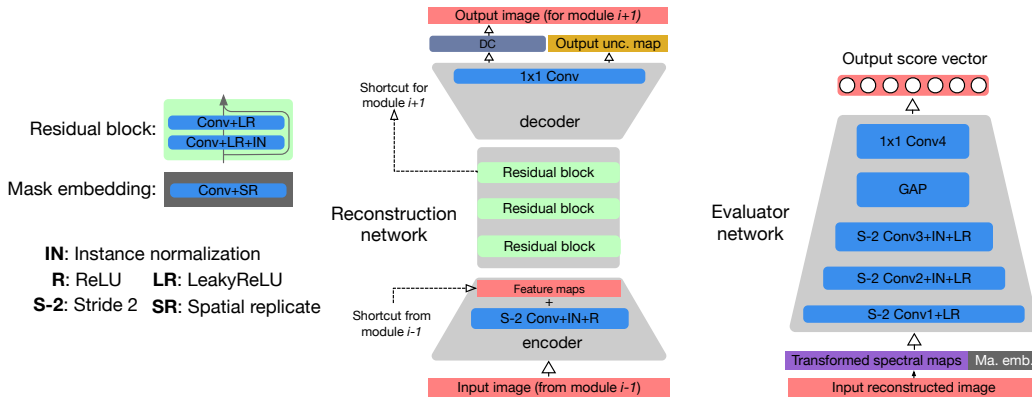 Residual block:
Conv+LR
Conv+LR+IN
Mask embedding:
Conv+SR
IN: Instance normalization
R: ReLU LR: LeakyReLU
S-2: Stride 2 SR: Spatial replicate
Output image (for module i+1)
DC
Output unc. map
1x1 Conv
Shortcut for
module i+1
decoder
Residual block
Residual block
Residual block
Reconstruction
network
Feature maps
+
Shortcut from
module i-1
S-2 Conv+IN+R
encoder
Input image (from module i-1)
Output score vector
1x1 Conv4
GAP
Evaluator
network
S-2 Conv3+IN+LR
S-2 Conv2+IN+LR
S-2 Conv1+LR
Transformed spectral maps
Ma. emb.
Input reconstructed image